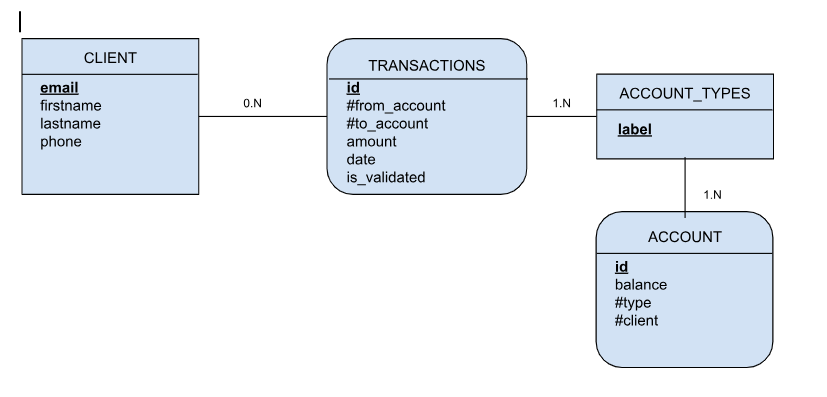 CLIENT
email
firstname
lastname
phone
0.N
TRANSACTIONS
id
#from_account
#to_account
amount
date
is_validated
1.N
ACCOUNT_TYPES
label
1.N
ACCOUNT
id
balance
#type
#client